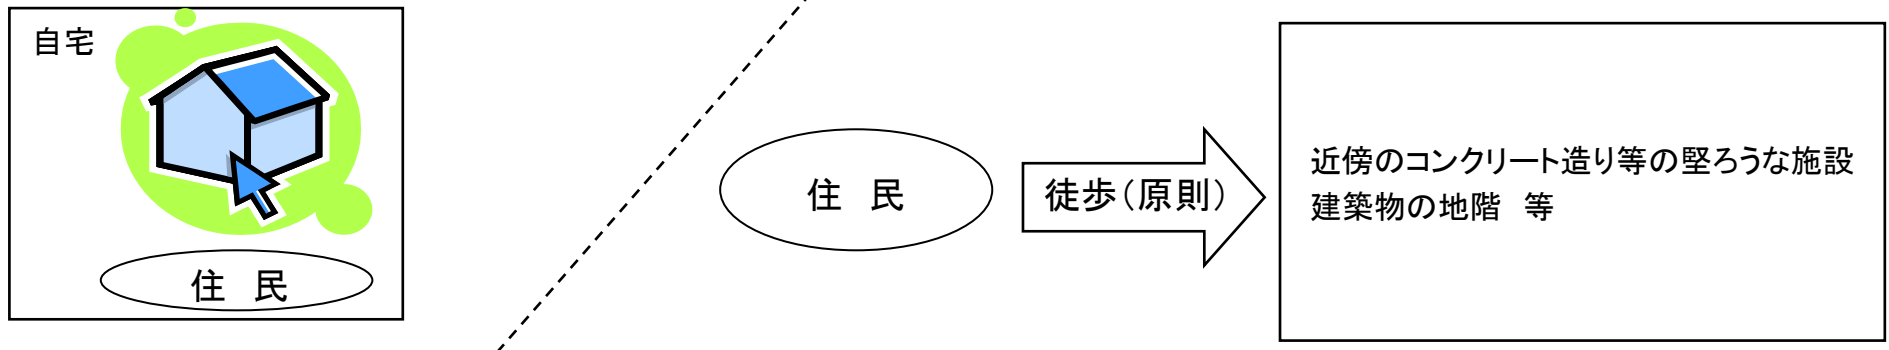 自宅
住　民
住　民
徒歩（原則）
近傍のコンクリート造り等の堅ろうな施設
建築物の地階　等